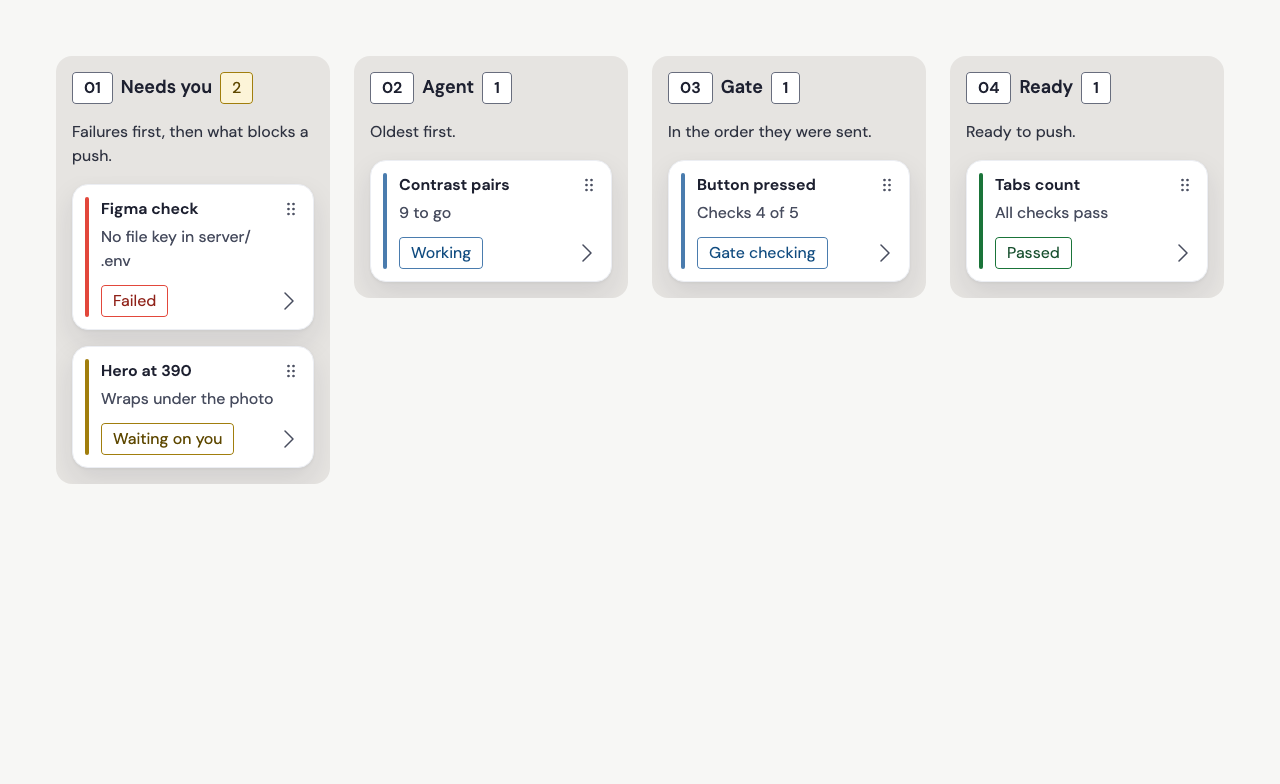 01 Needs you 2
Failures first, then what blocks a
push.
Figma check
No file key in server/
.env
Failed
Hero at 390
Wraps under the photo
Waiting on you
02 Agent 1
Oldest first.
Contrast pairs
9 to go
Working
03 Gate 1
In the order they were sent.
Button pressed
Checks 4 of 5
Gate checking
04 Ready 1
Ready to push.
Tabs count
All checks pass
Passed